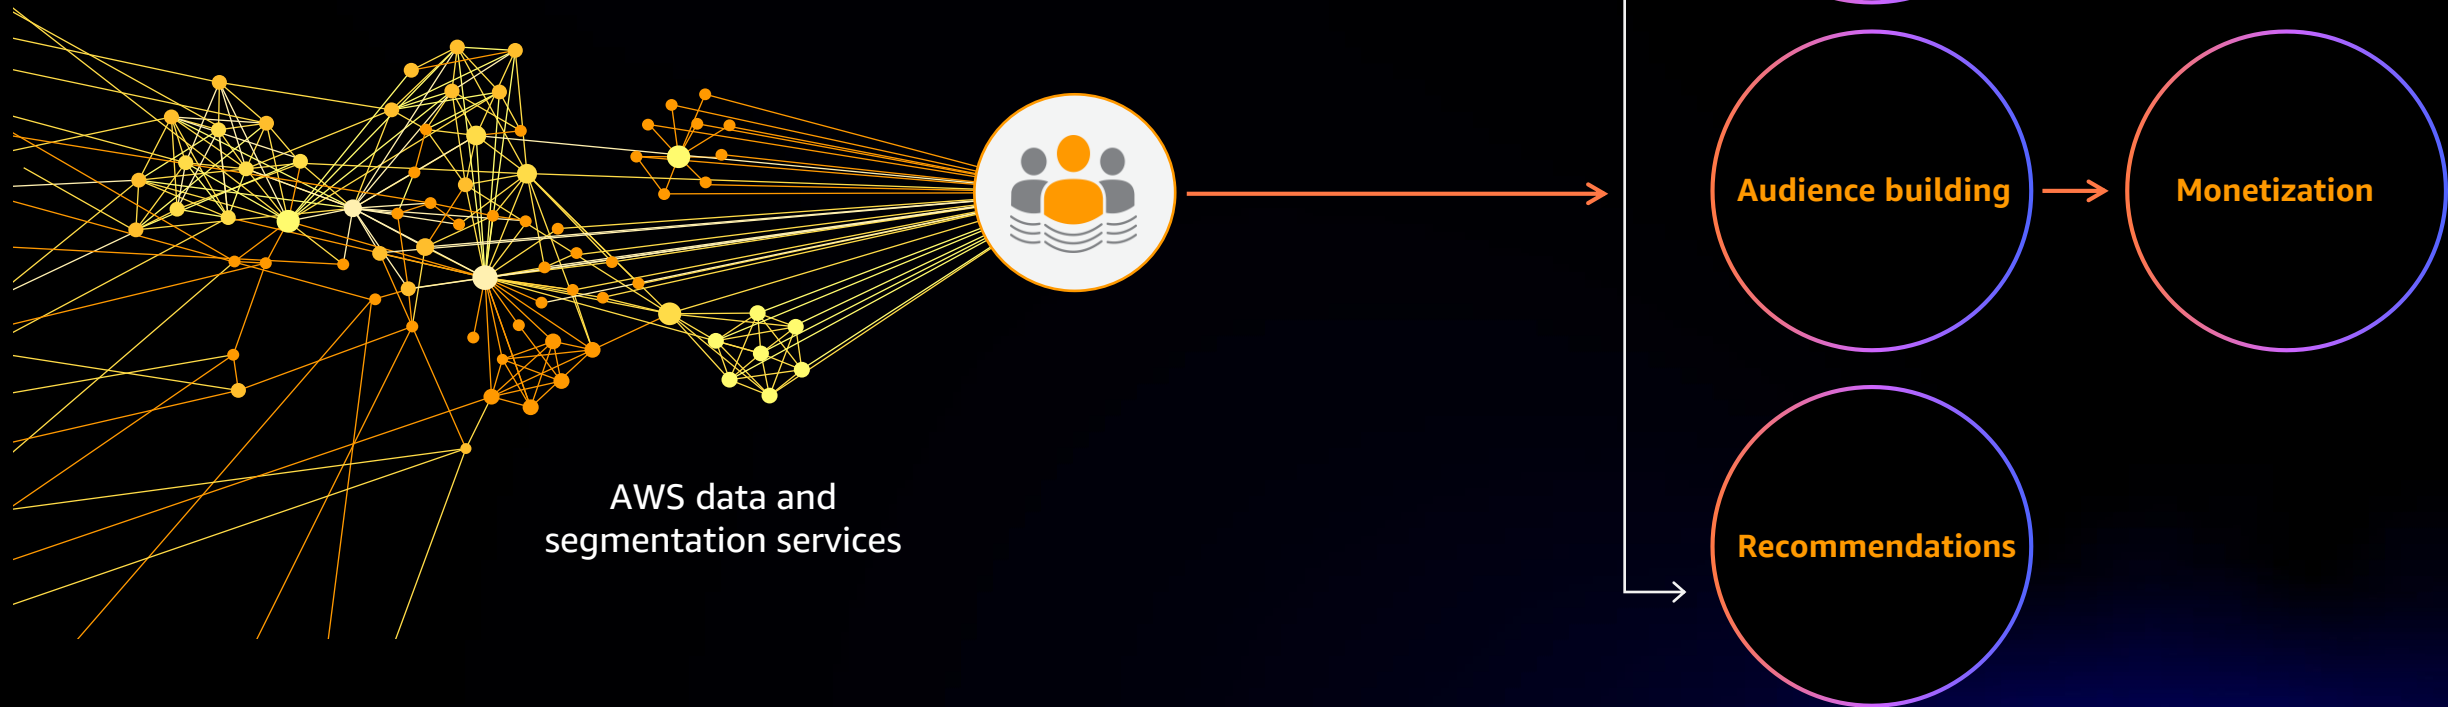 Audience building
Monetization
AWS data and
segmentation services
Recommendations